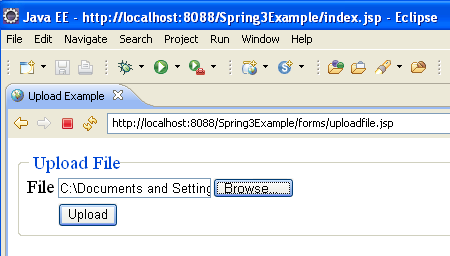 Java EE - http://localhost:8088/Spring3Example/index.jsp - Eclipse
File Edit Navigate Search Project Run Window Help
Upload Example
http://localhost:8088/Spring3Example/forms/uploadfile.jsp
Upload File
File C:\Documents and Setting Browse...
Upload